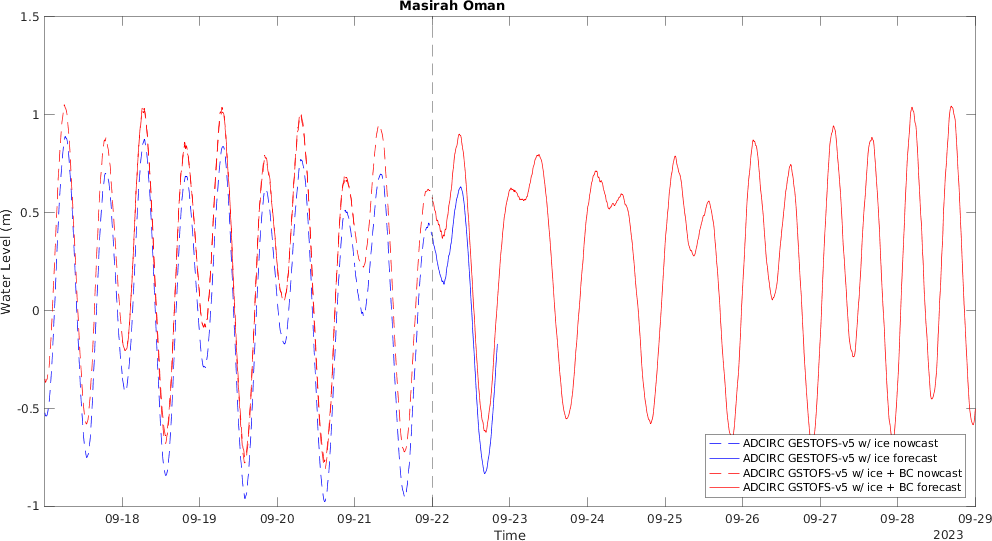 Masirah Oman
1.5
1
0.5
0
-0.5
-1
Water Level (m)
09-18 09-19 09-20 09-21 09-22 09-23 09-24 09-25 09-26 09-27 09-28 09-29
Time
2023
ADCIRC GESTOFS-v5 w/ ice nowcast
ADCIRC GESTOFS-v5 w/ ice forecast
ADCIRC GSTOFS-v5 w/ ice + BC nowcast
ADCIRC GSTOFS-v5 w/ ice + BC forecast